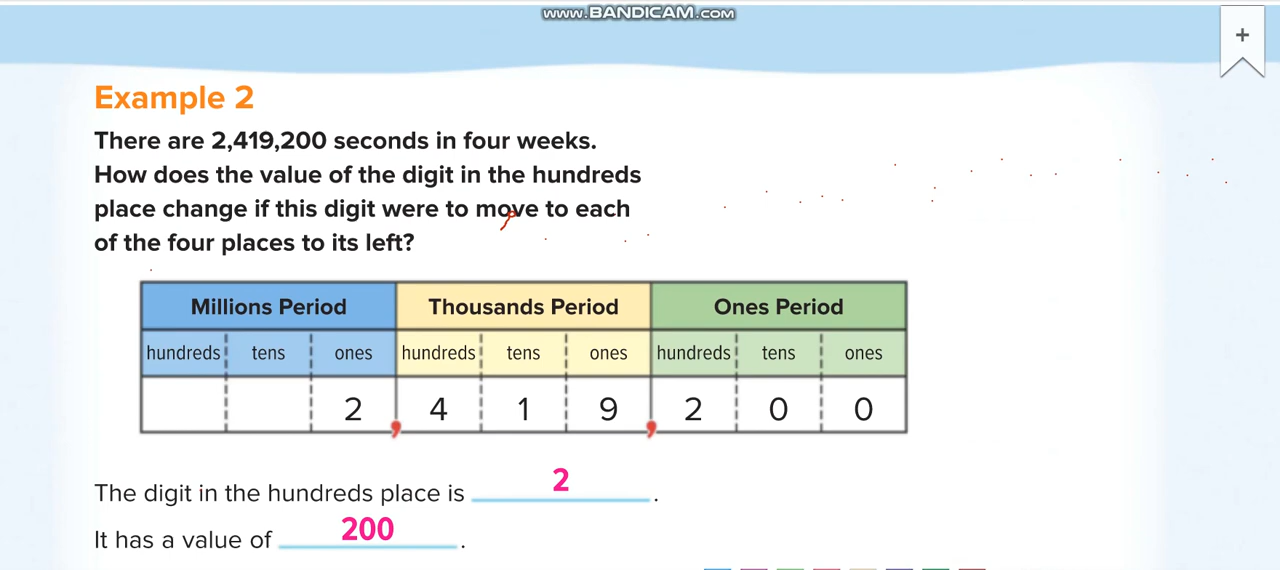 www.BANDICAM.com
+
Example 2
There are 2,419,200 seconds in four weeks.
How does the value of the digit in the hundreds
place change if this digit were to move to each
of the four places to its left?
Millions Period Thousands Period Ones Period
hundreds tens ones hundreds tens ones hundreds tens ones
2, 4 1 9, 2 0 0
The digit in the hundreds place is 2.
It has a value of 200.